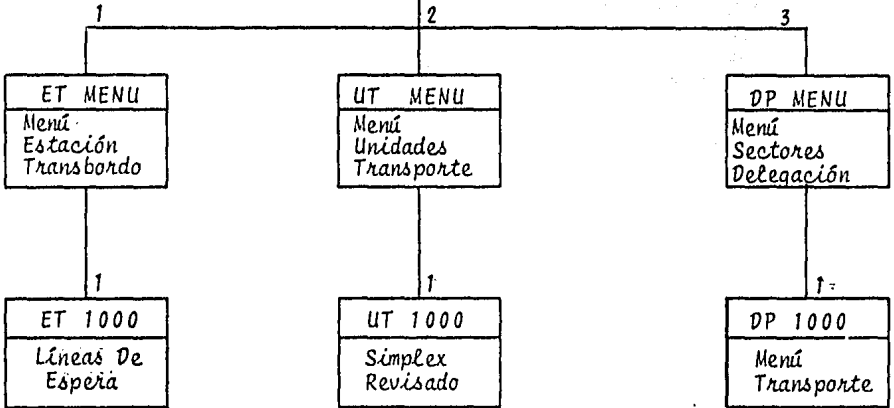 1
2
3
ET MENU
Menú
Estación
Transbordo
UT MENU
Menú
Unidades
Transporte
DP MENU
Menú
Sectores
Delegación
1
1
1
ET 1000
Líneas De
Espera
UT 1000
Simplex
Revisado
DP 1000
Menú
Transporte